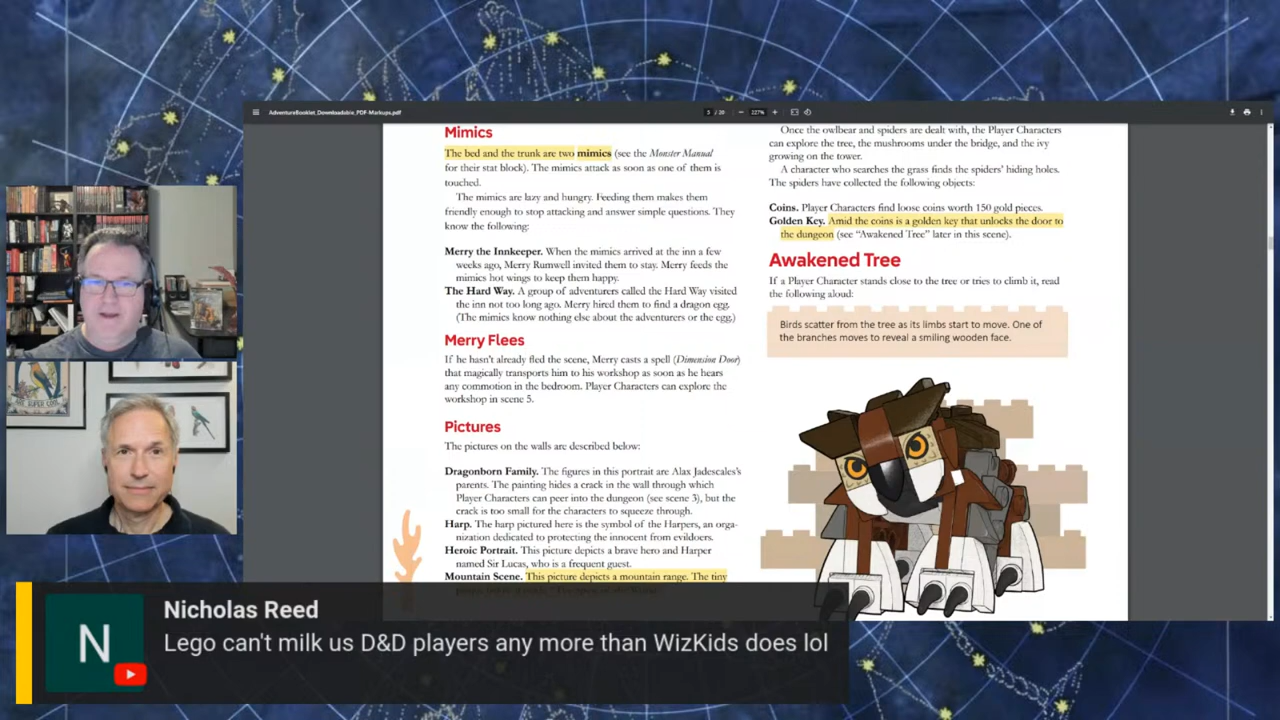 AdventureBooklet_Downloadable_PDF-Markups.pdf
5 / 20
227%
Mimics
The bed and the trunk are two mimics (see the Monster Manual
for their stat block). The mimics attack as soon as one of them is
touched.
The mimics are lazy and hungry. Feeding them makes them
friendly enough to stop attacking and answer simple questions. They
know the following:
Merry the Innkeeper. When the mimics arrived at the inn a few
weeks ago, Merry Rumwell invited them to stay. Merry feeds the
mimics hot wings to keep them happy.
The Hard Way. A group of adventurers called the Hard Way visited
the inn not too long ago. Merry hired them to find a dragon egg.
(The mimics know nothing else about the adventurers or the egg.)
Merry Flees
If he hasn't already fled the scene, Merry casts a spell (Dimension Door)
that magically transports him to his workshop as soon as he hears
any commotion in the bedroom. Player Characters can explore the
workshop in scene 5.
Pictures
The pictures on the walls are described below:
Dragonborn Family. The figures in this portrait are Alax Jadescales's
parents. The painting hides a crack in the wall through which
Player Characters can peer into the dungeon (see scene 3), but the
crack is too small for the characters to squeeze through.
Harp. The harp pictured here is the symbol of the Harpers, an orga-
nization dedicated to protecting the innocent from evildoers.
Heroic Portrait. This picture depicts a brave hero and Harper
named Sir Lucas, who is a frequent guest.
Mountain Scene. This picture depicts a mountain range. The tiny
Once the owlbear and spiders are dealt with, the Player Characters
can explore the tree, the mushrooms under the bridge, and the ivy
growing on the tower.
A character who searches the grass finds the spiders' hiding holes.
The spiders have collected the following objects:
Coins. Player Characters find loose coins worth 150 gold pieces.
Golden Key. Amid the coins is a golden key that unlocks the door to
the dungeon (see "Awakened Tree" later in this scene).
Awakened Tree
If a Player Character stands close to the tree or tries to climb it, read
the following aloud:
Birds scatter from the tree as its limbs start to move. One of
the branches moves to reveal a smiling wooden face.
N
Nicholas Reed
Lego can't milk us D&D players any more than WizKids does lol